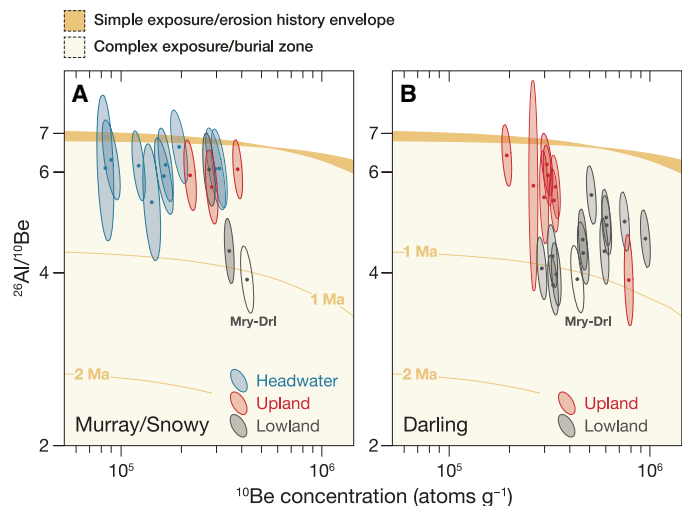 Simple exposure/erosion history envelope
Complex exposure/burial zone
A
B
7
6
4
2
7
6
4
2
²⁶Al/¹⁰Be
1 Ma
2 Ma
Mry-Drl
Headwater
Upland
Lowland
Murray/Snowy
1 Ma
2 Ma
Mry-Drl
Upland
Lowland
Darling
10⁵
10⁶
10⁵
10⁶
¹⁰Be concentration (atoms g⁻¹)